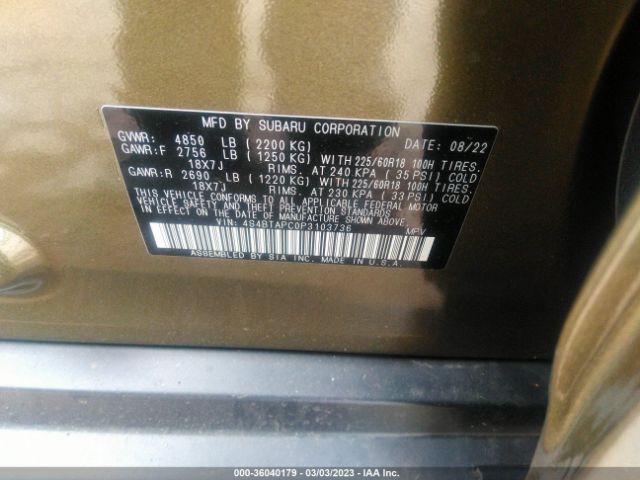 MFD BY SUBARU CORPORATION DATE: 08/22
GVWR: 4850 LB (2200 KG)
GAWR:F 2756 LB (1250 KG) WITH 225/60R18 100H TIRES.
18X7J RIMS. AT 240 KPA (35 PSI) COLD
GAWR:R 2690 LB (1220 KG) WITH 225/60R18 100H TIRES.
18X7J RIMS. AT 230 KPA (33 PSI) COLD
THIS VEHICLE CONFORMS TO ALL APPLICABLE FEDERAL MOTOR
VEHICLE SAFETY AND THEFT PREVENTION STANDARDS
IN EFFECT ON THE DATE OF MANUFACTURE SHOWN ABOVE.
VIN: 4S4BTAPC0P3103736 MPV
ASSEMBLED BY SIA INC. MADE IN U.S.A.
000-36040179 — 03/03/2023 — IAA Inc.